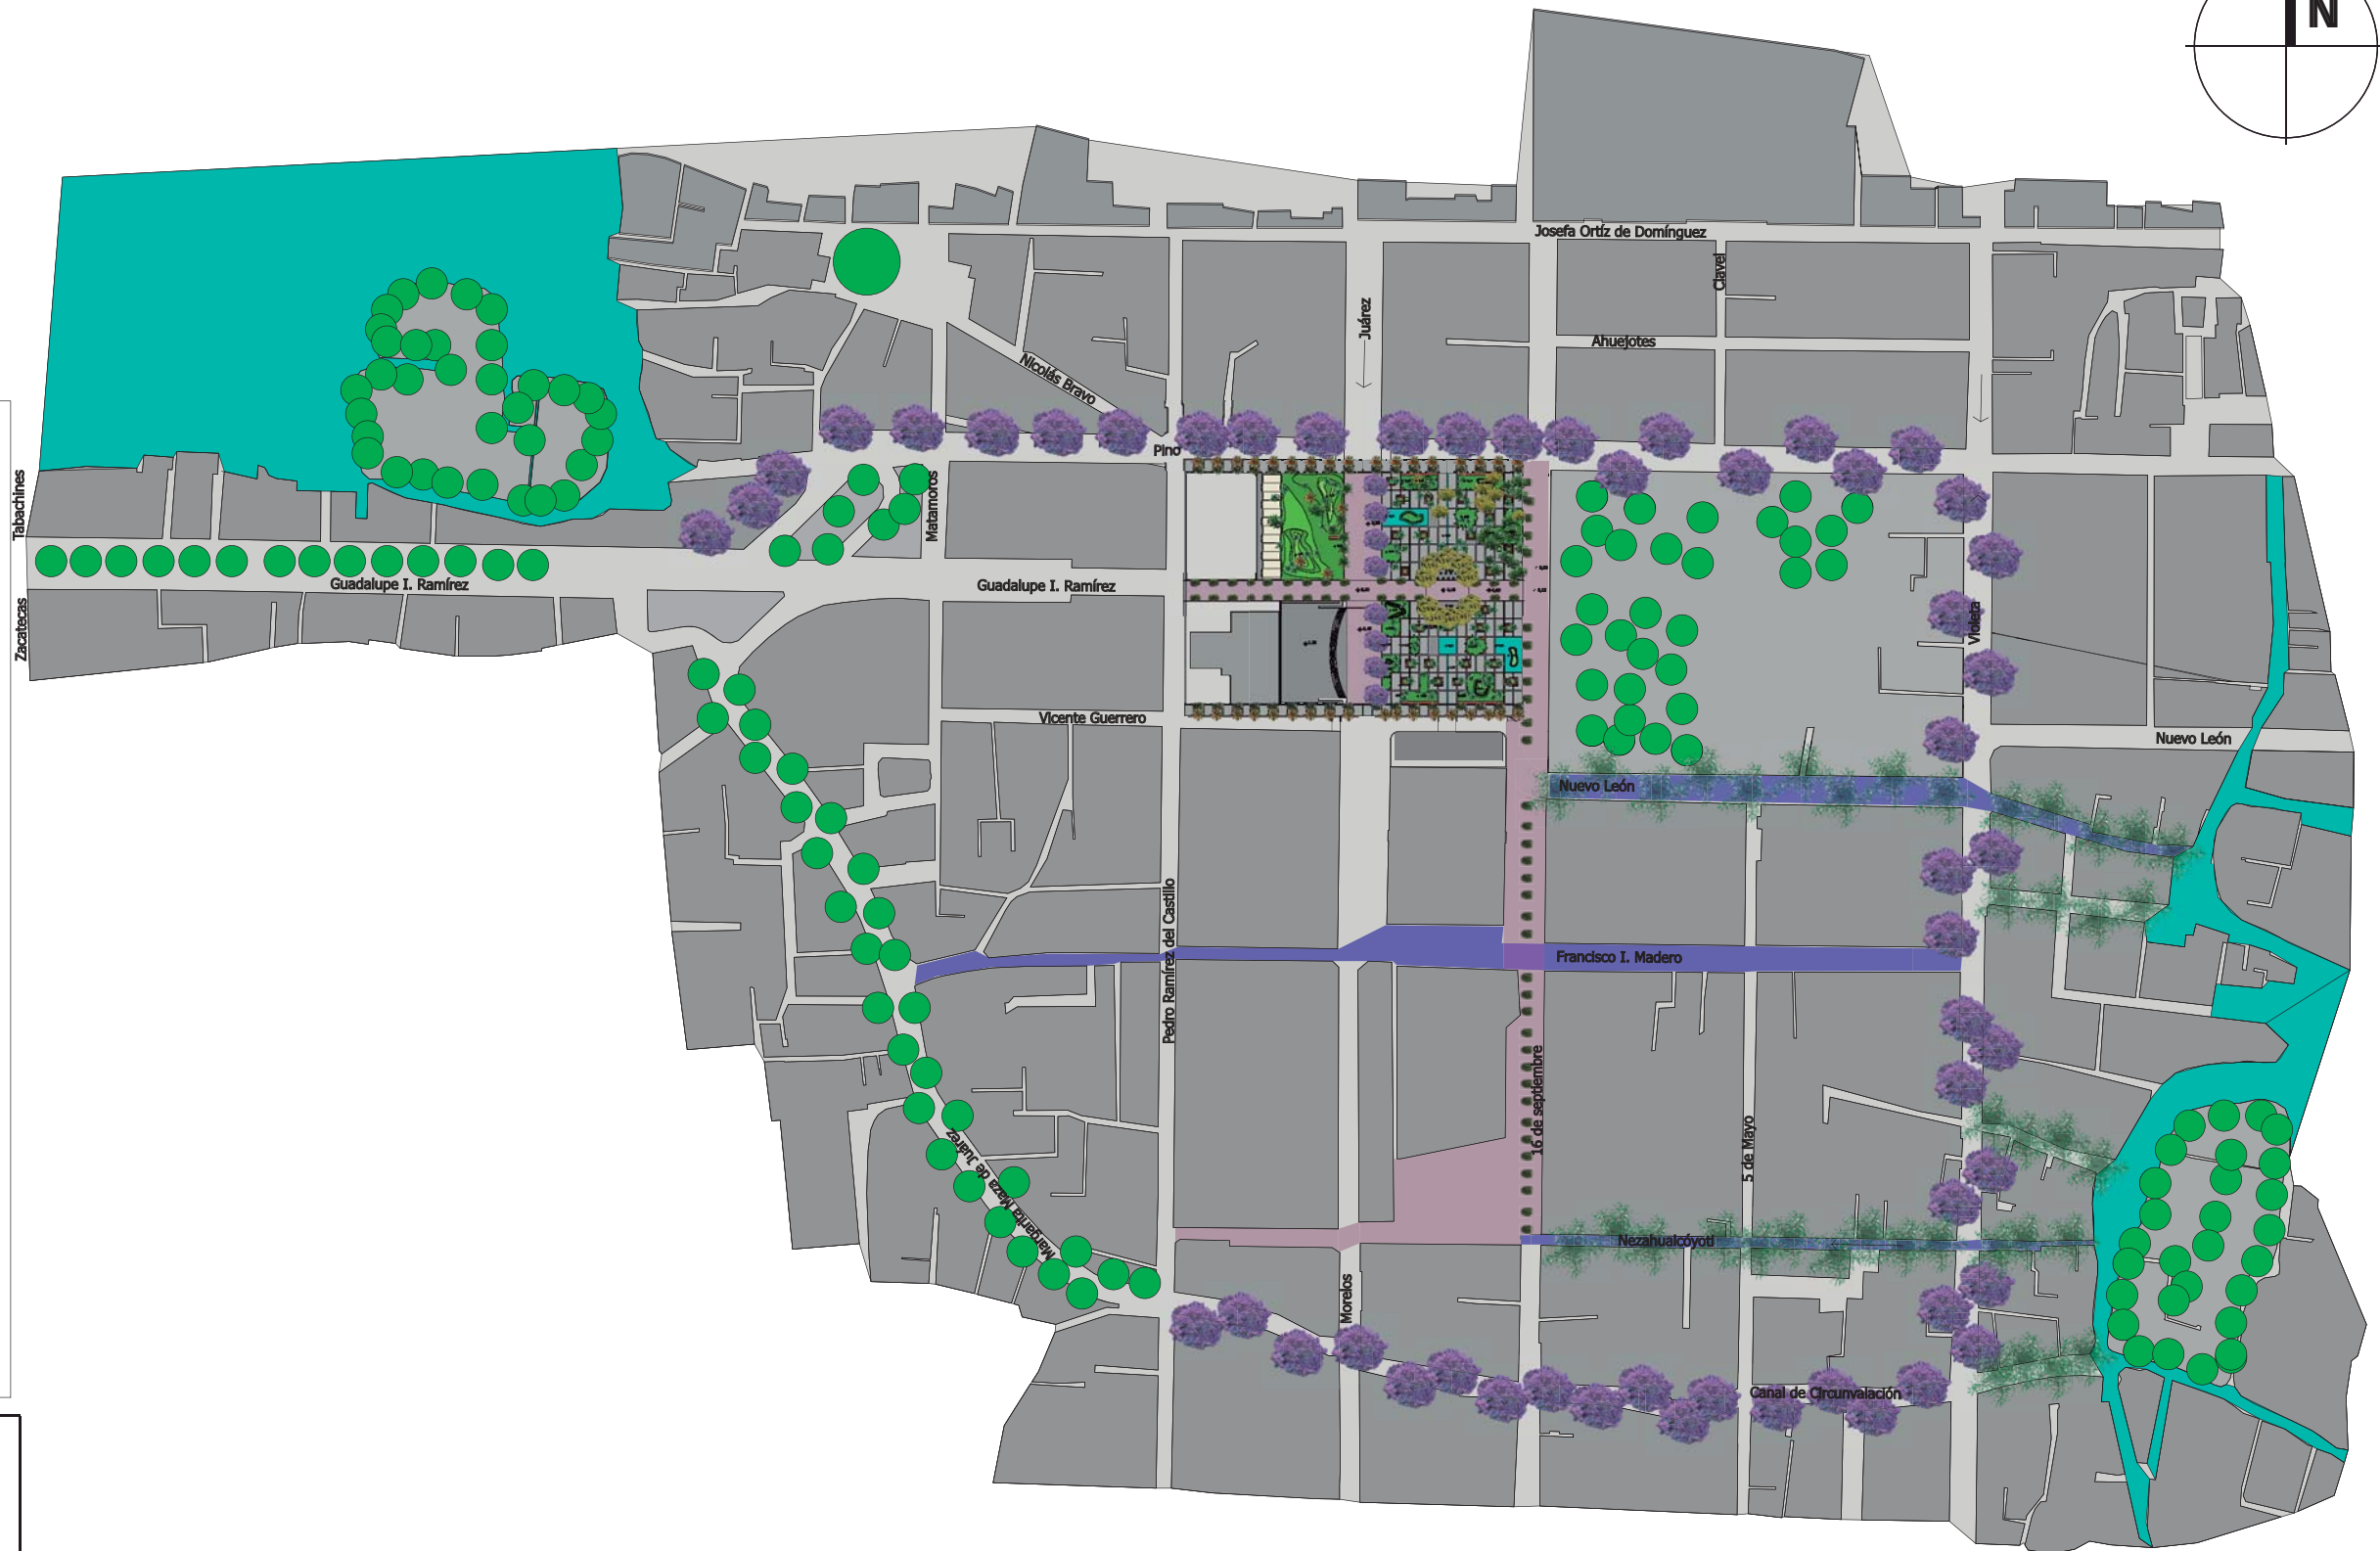 N
Josefa Ortíz de Domínguez
Clavel
Juárez
Ahuejotes
Nicolás Bravo
Pino
Tabachines
Matamoros
Guadalupe I. Ramírez
Guadalupe I. Ramírez
Zacatecas
Violeta
Vicente Guerrero
Nuevo León
Nuevo León
Pedro Ramírez del Castillo
Francisco I. Madero
16 de septiembre
5 de Mayo
Margarita Maza de Juárez
Nezahualcóyotl
Morelos
Canal de Circunvalación